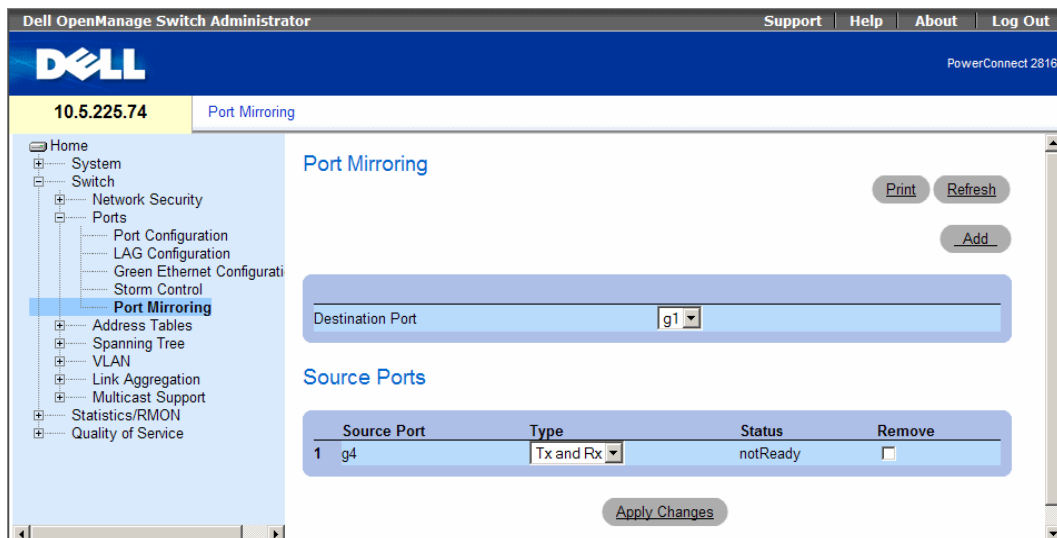 Dell OpenManage Switch Administrator
Support Help About Log Out
DELL
PowerConnect 2816
10.5.225.74
Port Mirroring
Home
System
Switch
Network Security
Ports
Port Configuration
LAG Configuration
Green Ethernet Configurati
Storm Control
Port Mirroring
Address Tables
Spanning Tree
VLAN
Link Aggregation
Multicast Support
Statistics/RMON
Quality of Service
Port Mirroring
Print Refresh
Add
Destination Port g1
Source Ports
Source Port Type Status Remove
1 g4 Tx and Rx notReady
Apply Changes